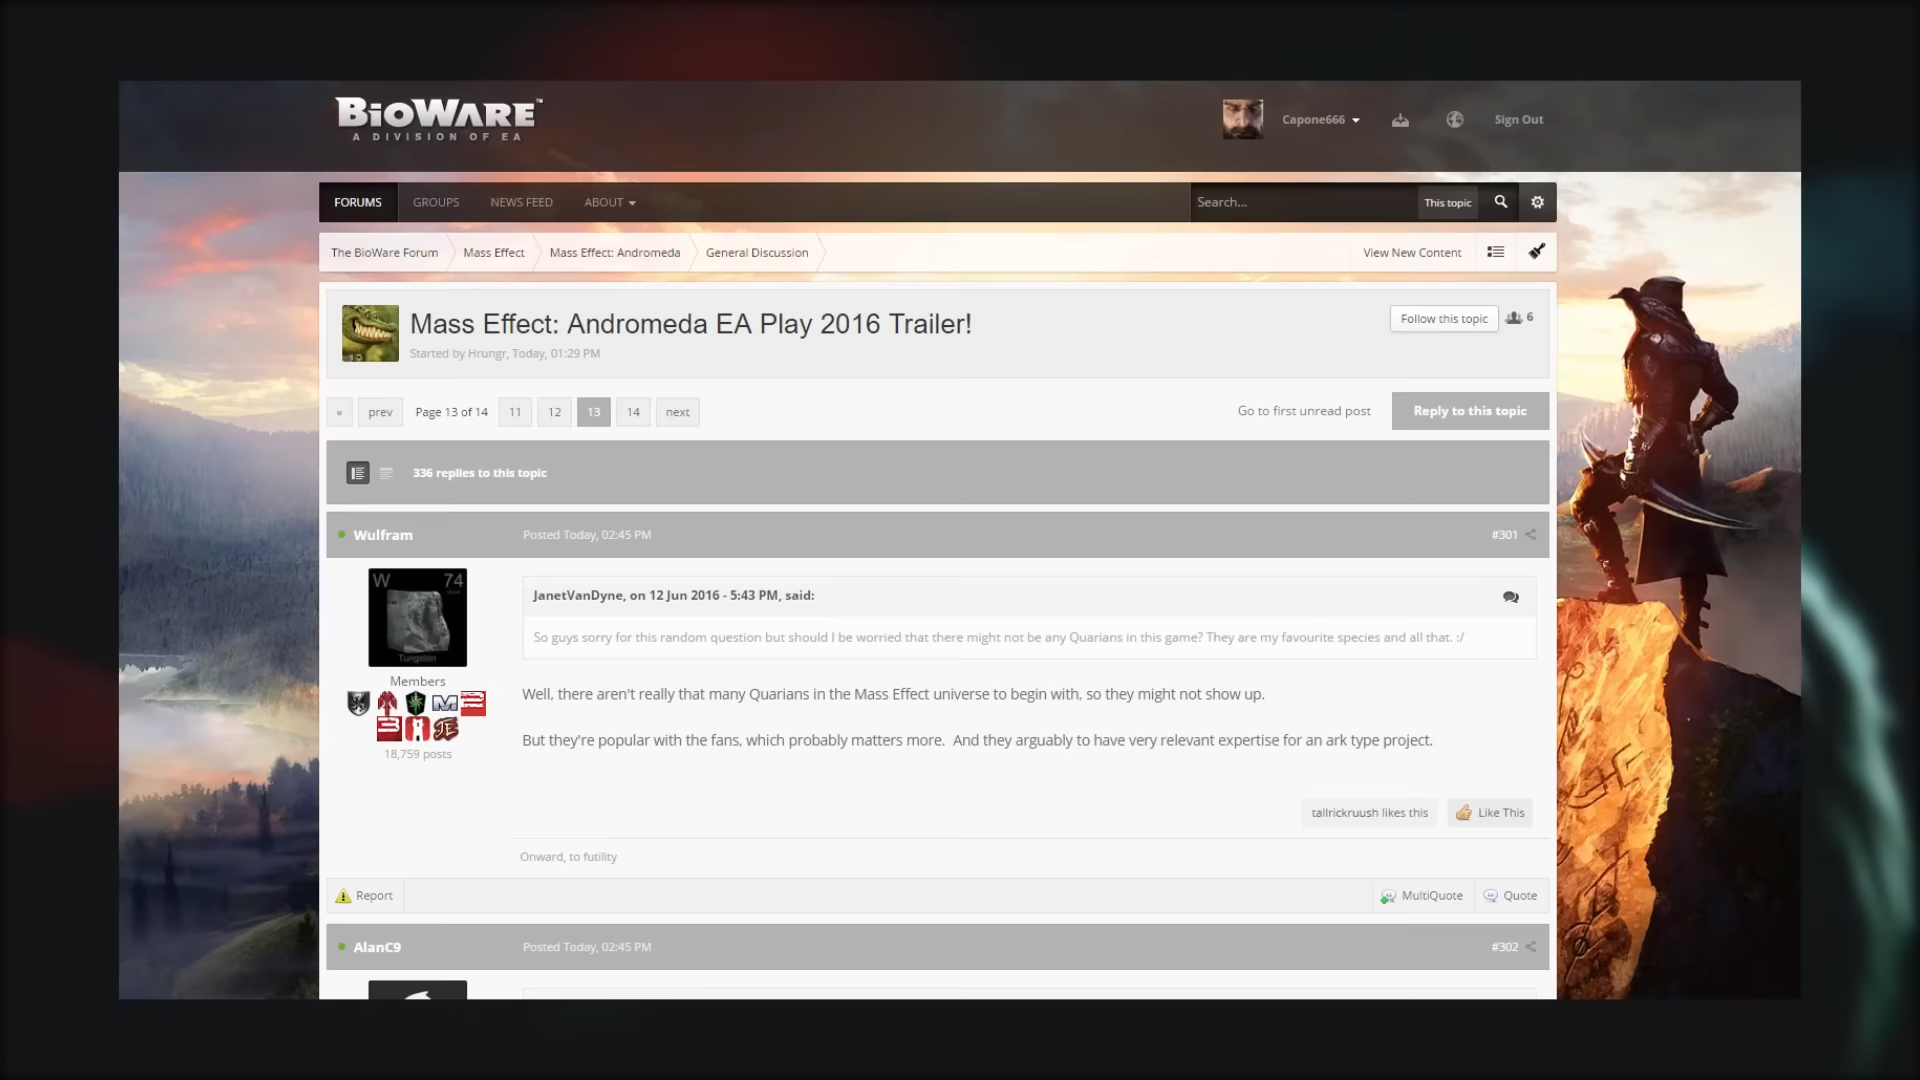 BIOWARE™
A DIVISION OF EA
Capone666
Sign Out
FORUMS GROUPS NEWS FEED ABOUT
Search... This topic
The BioWare Forum Mass Effect Mass Effect: Andromeda General Discussion
View New Content
Mass Effect: Andromeda EA Play 2016 Trailer!
Started by Hrungr, Today, 01:29 PM
Follow this topic 6
« prev Page 13 of 14 11 12 13 14 next
Go to first unread post Reply to this topic
336 replies to this topic
Wulfram Posted Today, 02:45 PM #301
W 74
Tungsten
Members
18,759 posts
JanetVanDyne, on 12 Jun 2016 - 5:43 PM, said:
So guys sorry for this random question but should I be worried that there might not be any Quarians in this game? They are my favourite species and all that. :/
Well, there aren't really that many Quarians in the Mass Effect universe to begin with, so they might not show up.
But they're popular with the fans, which probably matters more.  And they arguably to have very relevant expertise for an ark type project.
tallrickruush likes this Like This
Onward, to futility
Report MultiQuote Quote
AlanC9 Posted Today, 02:45 PM #302